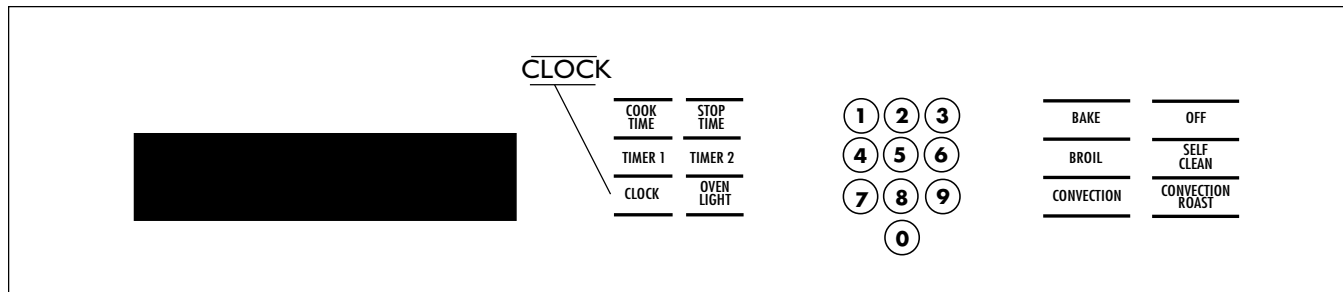 CLOCK
COOK
TIME
STOP
TIME
TIMER 1
TIMER 2
CLOCK
OVEN
LIGHT
1 2 3
4 5 6
7 8 9
0
BAKE
OFF
BROIL
SELF
CLEAN
CONVECTION
CONVECTION
ROAST